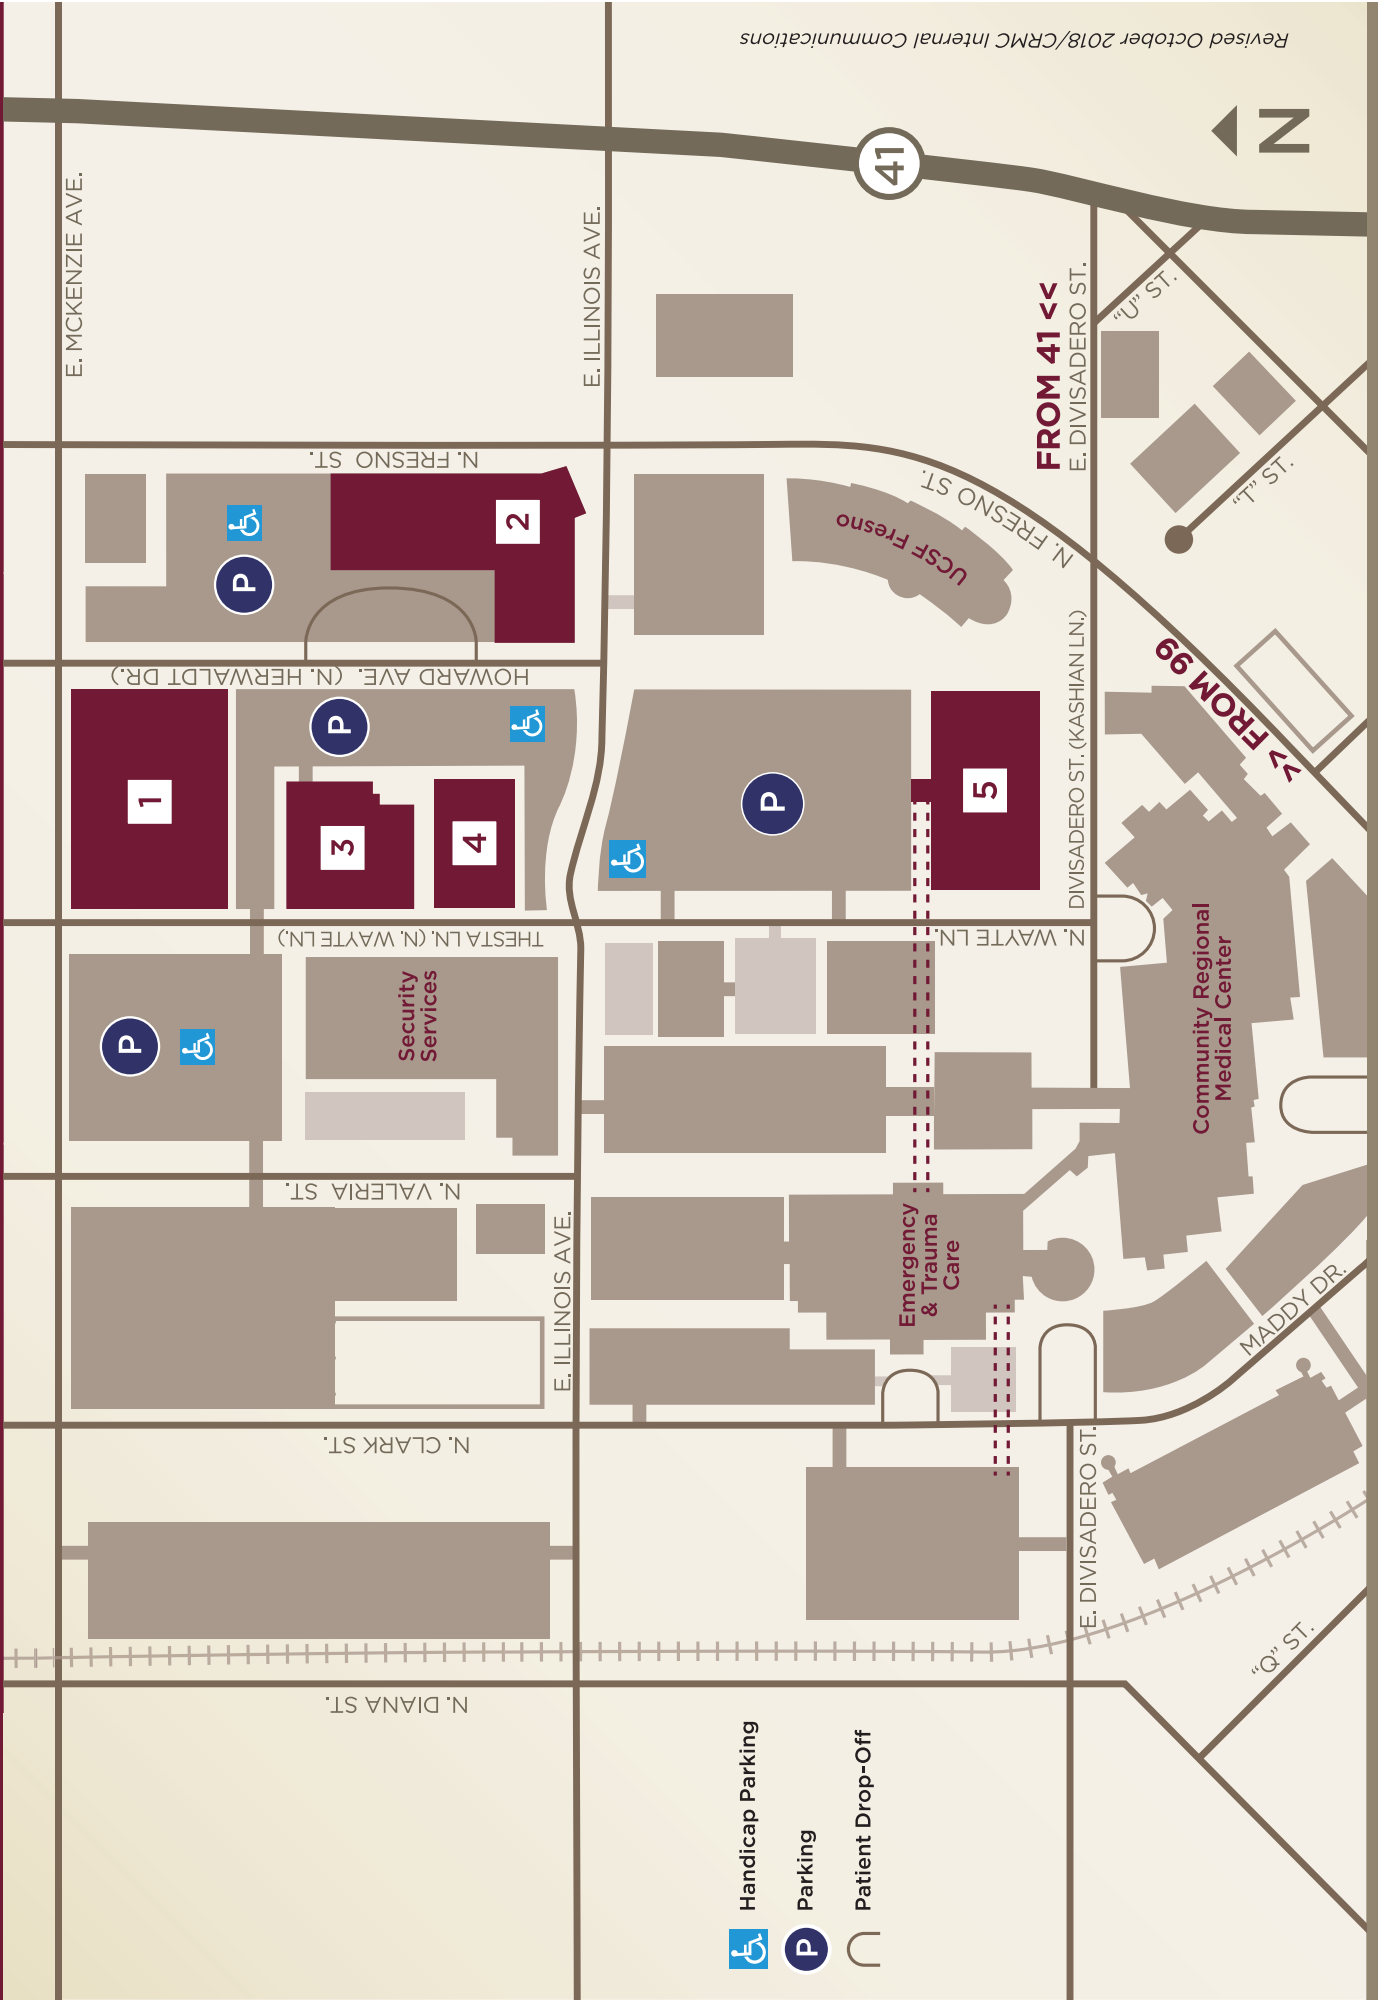 Revised October 2018/CRMC Internal Communications
N
41
E. MCKENZIE AVE.
E. ILLINOIS AVE.
FROM 41 <<
E. DIVISADERO ST.
“U” ST.
“T” ST.
N. FRESNO ST.
N. FRESNO ST.
2
P
UCSF Fresno
HOWARD AVE. (N. HERWALDT DR.)
DIVISADERO ST. (KASHIAN LN.)
>> FROM 99
1
P
3
4
P
5
THESTA LN. (N. WAYTE LN.)
N. WAYTE LN.
P
Security
Services
Community Regional
Medical Center
N. VALERIA ST.
E. ILLINOIS AVE.
Emergency
& Trauma
Care
MADDY DR.
N. CLARK ST.
E. DIVISADERO ST.
“Q” ST.
N. DIANA ST.
Handicap Parking
P
Parking
Patient Drop-Off